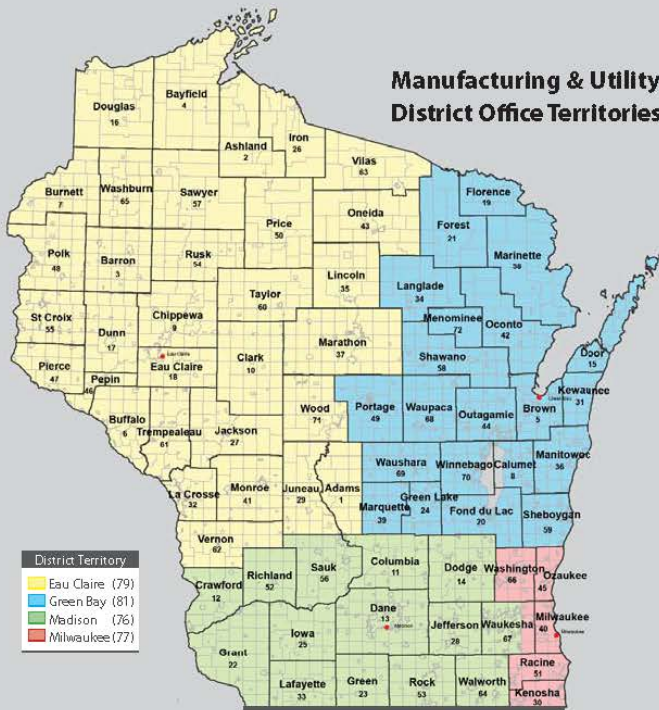 Manufacturing & Utility
District Office Territories
Douglas
16
Bayfield
4
Ashland
2
Iron
26
Vilas
63
Florence
19
Burnett
7
Washburn
65
Sawyer
57
Price
50
Oneida
43
Forest
21
Marinette
38
Polk
48
Barron
3
Rusk
54
Lincoln
35
Langlade
34
Taylor
60
Menominee
72
Oconto
42
St Croix
55
Dunn
17
Chippewa
9
Marathon
37
Shawano
58
Door
15
Pierce
47
Pepin
46
Eau Claire
Eau Claire
18
Clark
10
Kewaunee
31
Green Bay
Brown
5
Buffalo
6
Trempealeau
61
Jackson
27
Wood
71
Portage
49
Waupaca
68
Outagamie
44
Waushara
69
Winnebago
70
Calumet
8
Manitowoc
36
La Crosse
32
Monroe
41
Juneau
29
Adams
1
Marquette
39
Green Lake
24
Fond du Lac
20
Sheboygan
59
Vernon
62
District Territory
Eau Claire (79)
Green Bay (81)
Madison (76)
Milwaukee (77)
Crawford
12
Richland
52
Sauk
56
Columbia
11
Dodge
14
Washington
66
Ozaukee
45
Dane
13
Madison
Iowa
25
Jefferson
28
Waukesha
67
Milwaukee
40
Milwaukee
Grant
22
Lafayette
33
Green
23
Rock
53
Walworth
64
Racine
51
Kenosha
30